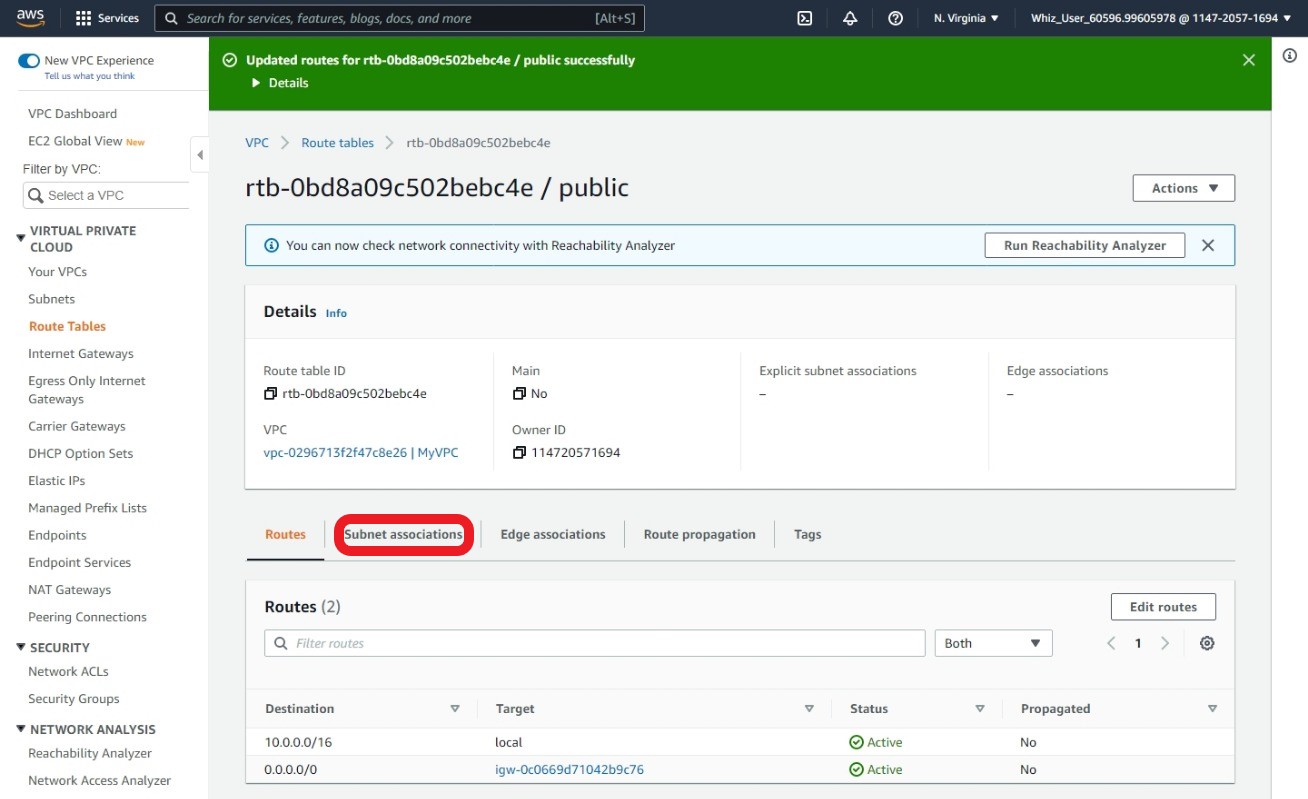 aws
Services
Search for services, features, blogs, docs, and more
[Alt+S]
N. Virginia
Whiz_User_60596.99605978 @ 1147-2057-1694
New VPC Experience
Tell us what you think
VPC Dashboard
EC2 Global View New
Filter by VPC:
Select a VPC
VIRTUAL PRIVATE
CLOUD
Your VPCs
Subnets
Route Tables
Internet Gateways
Egress Only Internet
Gateways
Carrier Gateways
DHCP Option Sets
Elastic IPs
Managed Prefix Lists
Endpoints
Endpoint Services
NAT Gateways
Peering Connections
SECURITY
Network ACLs
Security Groups
NETWORK ANALYSIS
Reachability Analyzer
Network Access Analyzer
Updated routes for rtb-0bd8a09c502bebc4e / public successfully
Details
VPC
Route tables
rtb-0bd8a09c502bebc4e
rtb-0bd8a09c502bebc4e / public
Actions
You can now check network connectivity with Reachability Analyzer
Run Reachability Analyzer
Details Info
Route table ID
rtb-0bd8a09c502bebc4e
Main
No
Explicit subnet associations
–
Edge associations
–
VPC
vpc-0296713f2f47c8e26 | MyVPC
Owner ID
114720571694
Routes
Subnet associations
Edge associations
Route propagation
Tags
Routes (2)
Edit routes
Filter routes
Both
1
Destination Target Status Propagated
10.0.0.0/16 local Active No
0.0.0.0/0 igw-0c0669d71042b9c76 Active No